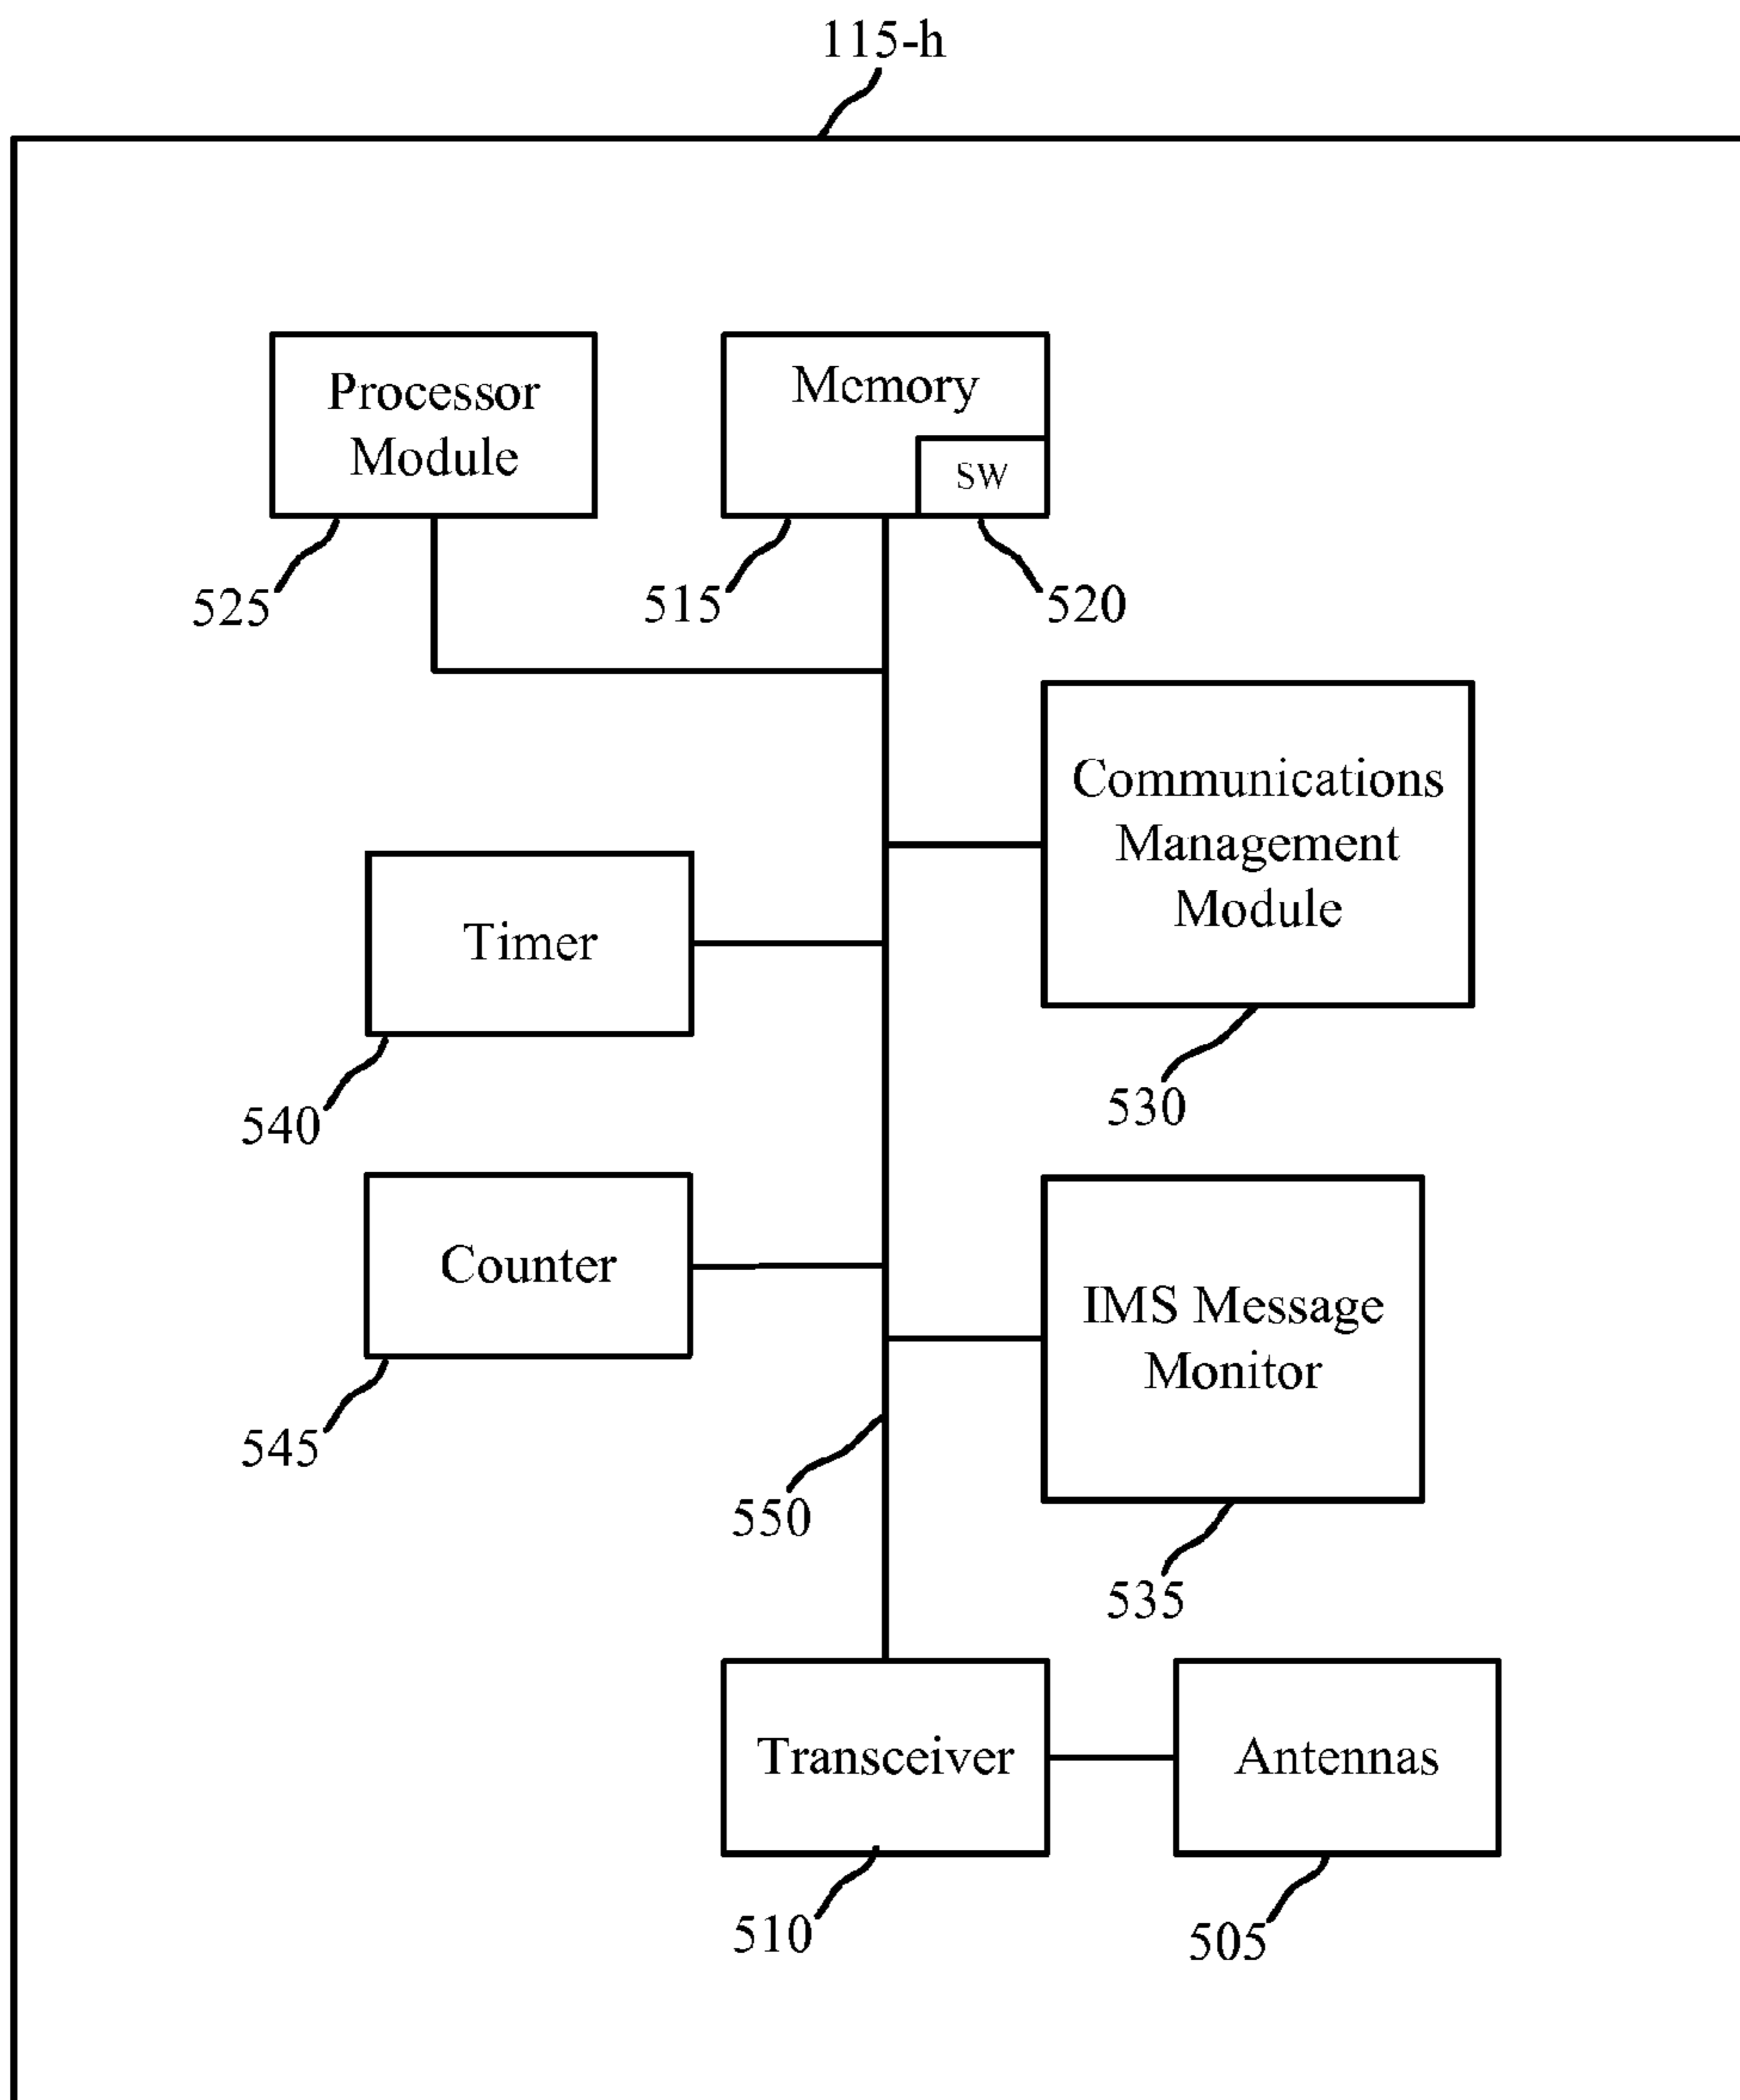 115-h
Processor
Module
Memory
SW
525
515
520
Communications
Management
Module
Timer
540
530
Counter
IMS Message
Monitor
545
550
535
Transceiver
Antennas
510
505